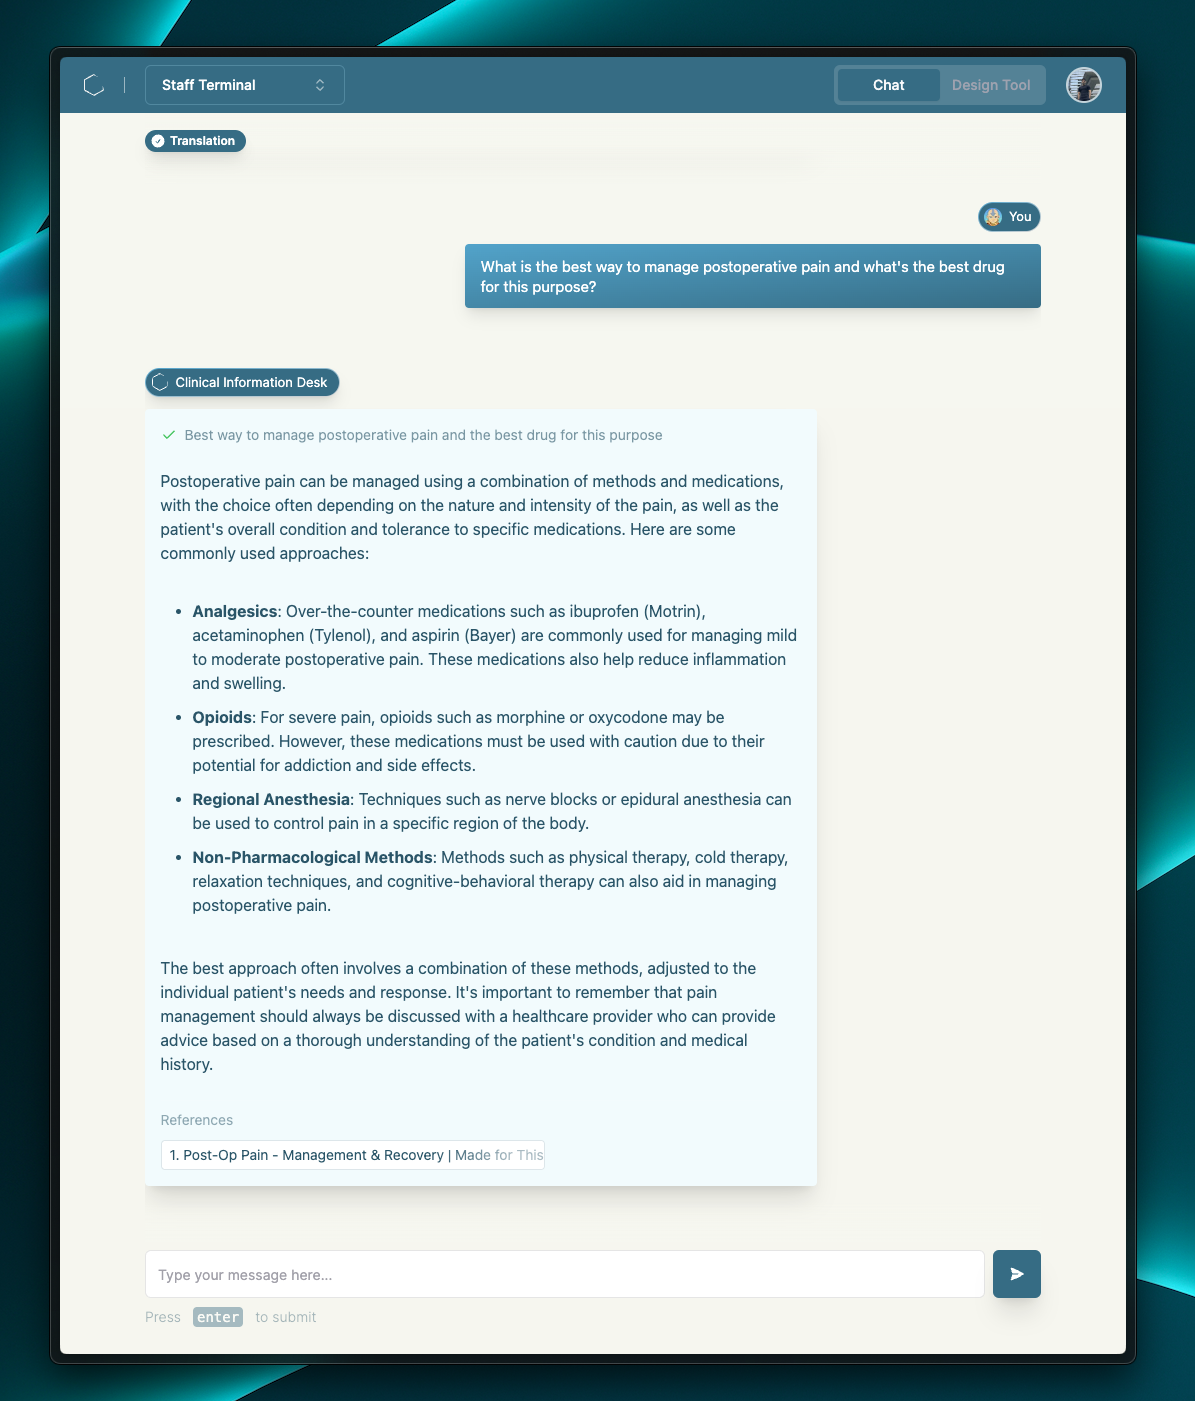 Staff Terminal
Chat
Design Tool
Translation
You
What is the best way to manage postoperative pain and what's the best drug
for this purpose?
Clinical Information Desk
Best way to manage postoperative pain and the best drug for this purpose
Postoperative pain can be managed using a combination of methods and medications,
with the choice often depending on the nature and intensity of the pain, as well as the
patient's overall condition and tolerance to specific medications. Here are some
commonly used approaches:
• Analgesics: Over-the-counter medications such as ibuprofen (Motrin),
acetaminophen (Tylenol), and aspirin (Bayer) are commonly used for managing mild
to moderate postoperative pain. These medications also help reduce inflammation
and swelling.
• Opioids: For severe pain, opioids such as morphine or oxycodone may be
prescribed. However, these medications must be used with caution due to their
potential for addiction and side effects.
• Regional Anesthesia: Techniques such as nerve blocks or epidural anesthesia can
be used to control pain in a specific region of the body.
• Non-Pharmacological Methods: Methods such as physical therapy, cold therapy,
relaxation techniques, and cognitive-behavioral therapy can also aid in managing
postoperative pain.
The best approach often involves a combination of these methods, adjusted to the
individual patient's needs and response. It's important to remember that pain
management should always be discussed with a healthcare provider who can provide
advice based on a thorough understanding of the patient's condition and medical
history.
References
1. Post-Op Pain - Management & Recovery | Made for This
Type your message here...
Press enter to submit